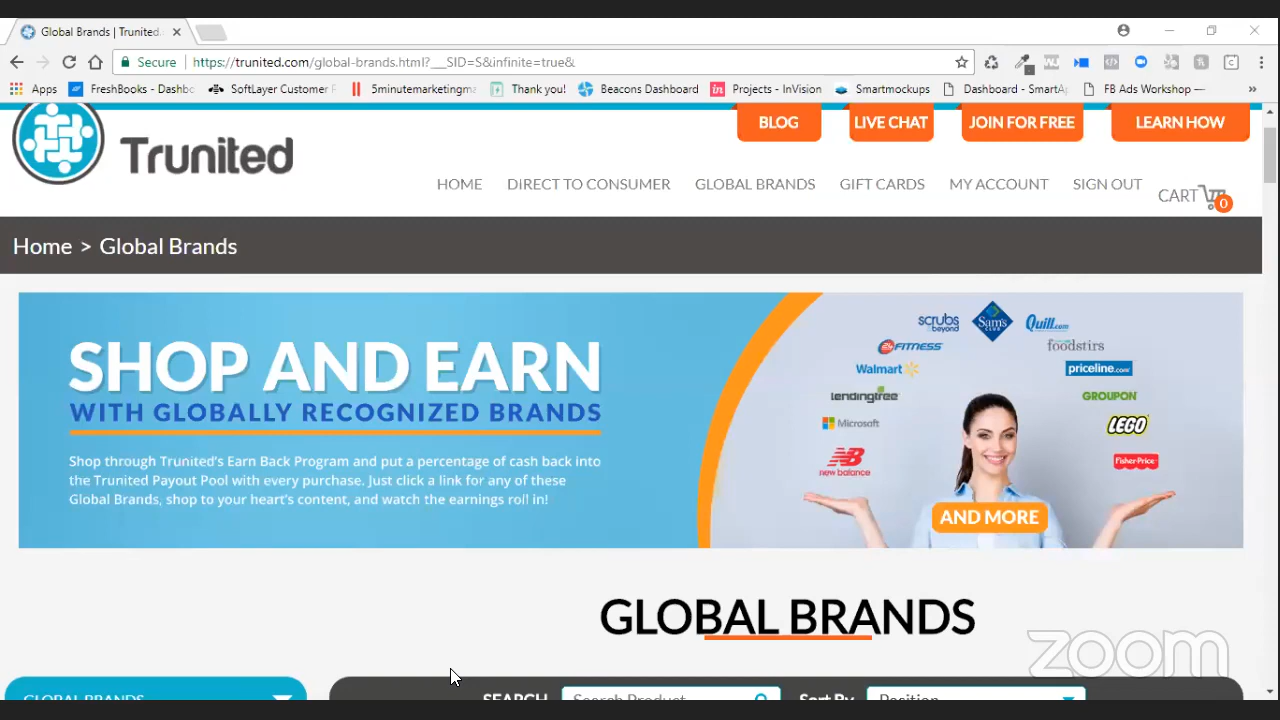 Global Brands | Trunited.
Secure
https://trunited.com/global-brands.html?___SID=S&infinite=true&
Apps
FreshBooks - Dashbo
SoftLayer Customer
5minutemarketingma
Thank you!
Beacons Dashboard
Projects - InVision
Smartmockups
Dashboard - SmartA
FB Ads Workshop —
BLOG
LIVE CHAT
JOIN FOR FREE
LEARN HOW
Trunited
HOME
DIRECT TO CONSUMER
GLOBAL BRANDS
GIFT CARDS
MY ACCOUNT
SIGN OUT
CART
0
Home > Global Brands
SHOP AND EARN
WITH GLOBALLY RECOGNIZED BRANDS
Shop through Trunited's Earn Back Program and put a percentage of cash back into
the Trunited Payout Pool with every purchase. Just click a link for any of these
Global Brands, shop to your heart's content, and watch the earnings roll in!
scrubs & beyond
Sam's CLUB
Quill.com
24 FITNESS
foodstirs
Walmart
priceline.com
lendingtree
GROUPON
Microsoft
LEGO
new balance
Fisher-Price
AND MORE
GLOBAL BRANDS
zoom
GLOBAL BRANDS
SEARCH
Search Product
Sort By
Position